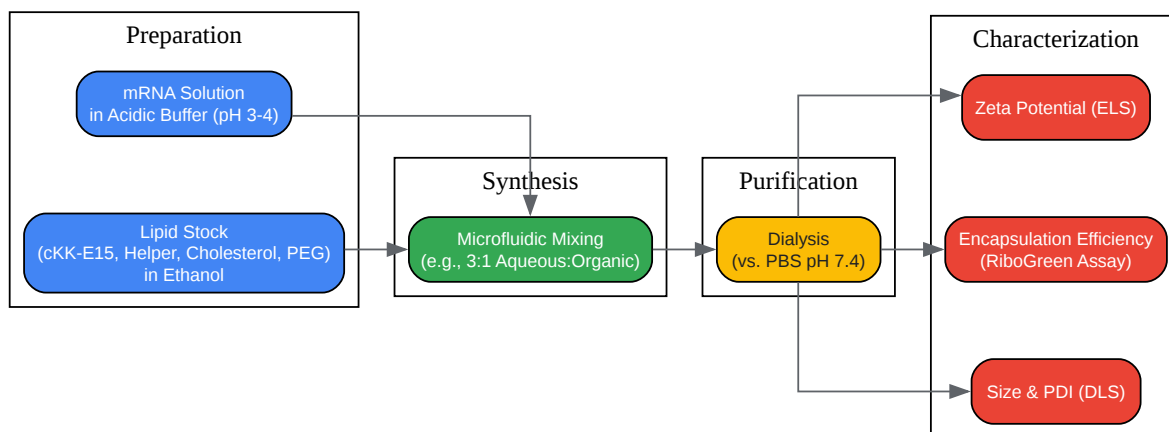 Preparation
mRNA Solution
in Acidic Buffer (pH 3-4)
Lipid Stock
(cKK-E15, Helper, Cholesterol, PEG)
in Ethanol
Synthesis
Microfluidic Mixing
(e.g., 3:1 Aqueous:Organic)
Purification
Dialysis
(vs. PBS pH 7.4)
Characterization
Zeta Potential (ELS)
Encapsulation Efficiency
(RiboGreen Assay)
Size & PDI (DLS)